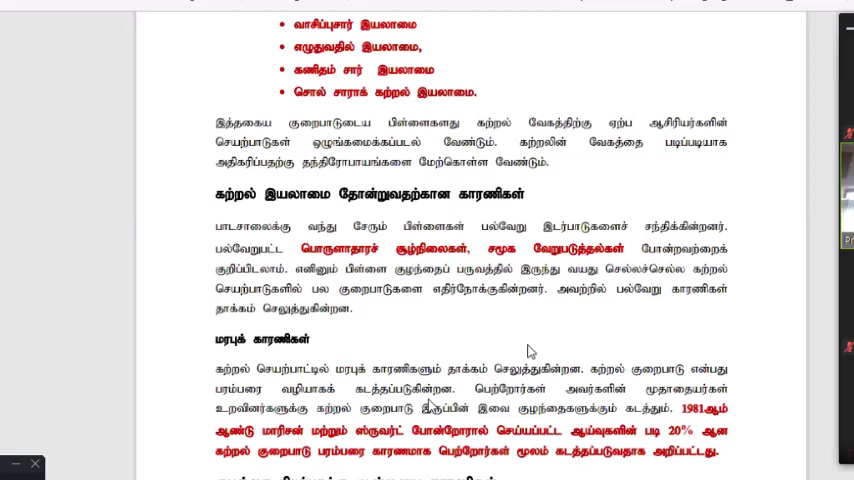 • வாசிப்புசார் இயலாமை
• எழுதுவதில் இயலாமை,
• கணிதம் சார் இயலாமை
• சொல் சாராக் கற்றல் இயலாமை.
இத்தகைய குறைபாடுடைய பிள்ளைகளது கற்றல் வேகத்திற்கு ஏற்ப ஆசிரியர்களின்
செயற்பாடுகள் ஒழுங்கமைக்கப்படல் வேண்டும். கற்றலின் வேகத்தை படிப்படியாக
அதிகரிப்பதற்கு தந்திரோபாயங்களை மேற்கொள்ள வேண்டும்.
கற்றல் இயலாமை தோன்றுவதற்கான காரணிகள்
பாடசாலைக்கு வந்து சேரும் பிள்ளைகள் பல்வேறு இடர்பாடுகளைச் சந்திக்கின்றனர்.
பல்வேறுபட்ட பொருளாதாரச் சூழ்நிலைகள், சமூக வேறுபடுத்தல்கள் போன்றவற்றைக்
குறிப்பிடலாம். எனினும் பிள்ளை குழந்தைப் பருவத்தில் இருந்து வயது செல்லச்செல்ல கற்றல்
செயற்பாடுகளில் பல குறைபாடுகளை எதிர்நோக்குகின்றனர். அவற்றில் பல்வேறு காரணிகள்
தாக்கம் செலுத்துகின்றன.
மரபுக் காரணிகள்
கற்றல் செயற்பாட்டில் மரபுக் காரணிகளும் தாக்கம் செலுத்துகின்றன. கற்றல் குறைபாடு என்பது
பரம்பரை வழியாகக் கடத்தப்படுகின்றன. பெற்றோர்கள் அவர்களின் மூதாதையர்கள்
உறவினர்களுக்கு கற்றல் குறைபாடு இருப்பின் இவை குழந்தைகளுக்கும் கடத்தும். 1981ஆம்
ஆண்டு மாரிசன் மற்றும் ஸ்ருவர்ட் போன்றோரால் செய்யப்பட்ட ஆய்வுகளின் படி 20% ஆன
கற்றல் குறைபாடு பரம்பரை காரணமாக பெற்றோர்கள் மூலம் கடத்தப்படுவதாக அறிப்பட்டது.